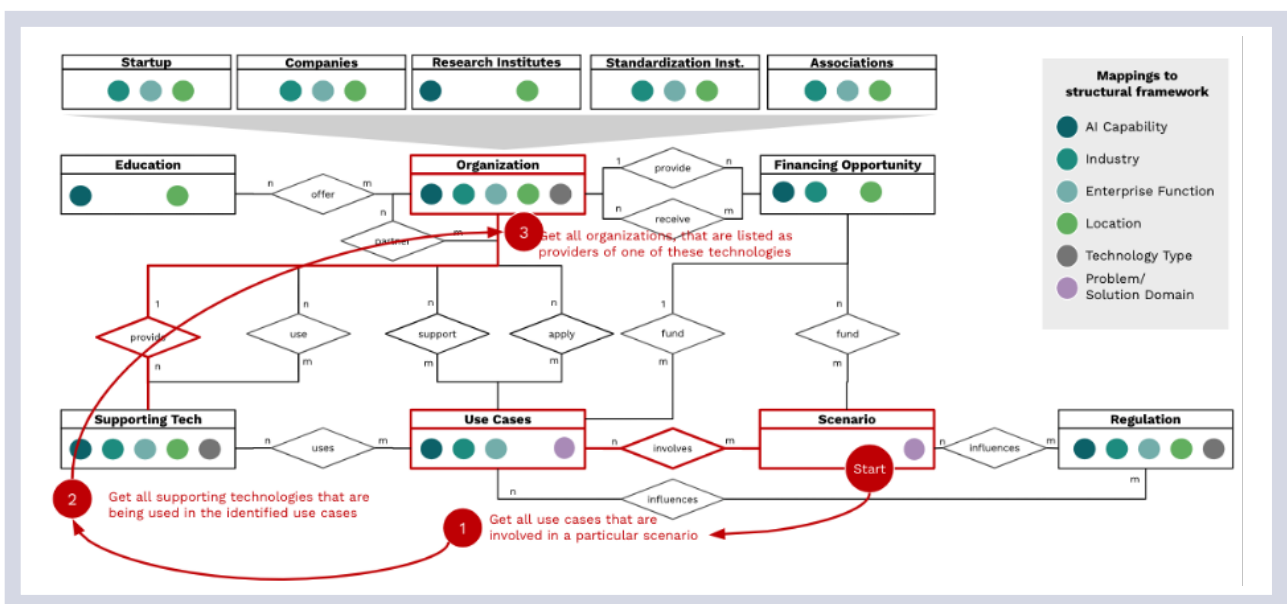 Startup
Companies
Research Institutes
Standardization Inst.
Associations
Mappings to
structural framework
AI Capability
Industry
Enterprise Function
Location
Technology Type
Problem/
Solution Domain
Education
Organization
Financing Opportunity
n
offer
m
1
provide
n
n
receive
m
n
partner
m
3
Get all organizations, that are listed as
providers of one of these technologies
1
provide
n
n
use
m
n
support
m
n
apply
m
1
fund
m
n
fund
m
Supporting Tech
Use Cases
Scenario
Regulation
n
uses
m
n
involves
m
Start
n
influences
m
n
influences
m
2
Get all supporting technologies that are
being used in the identified use cases
1
Get all use cases that are
involved in a particular scenario